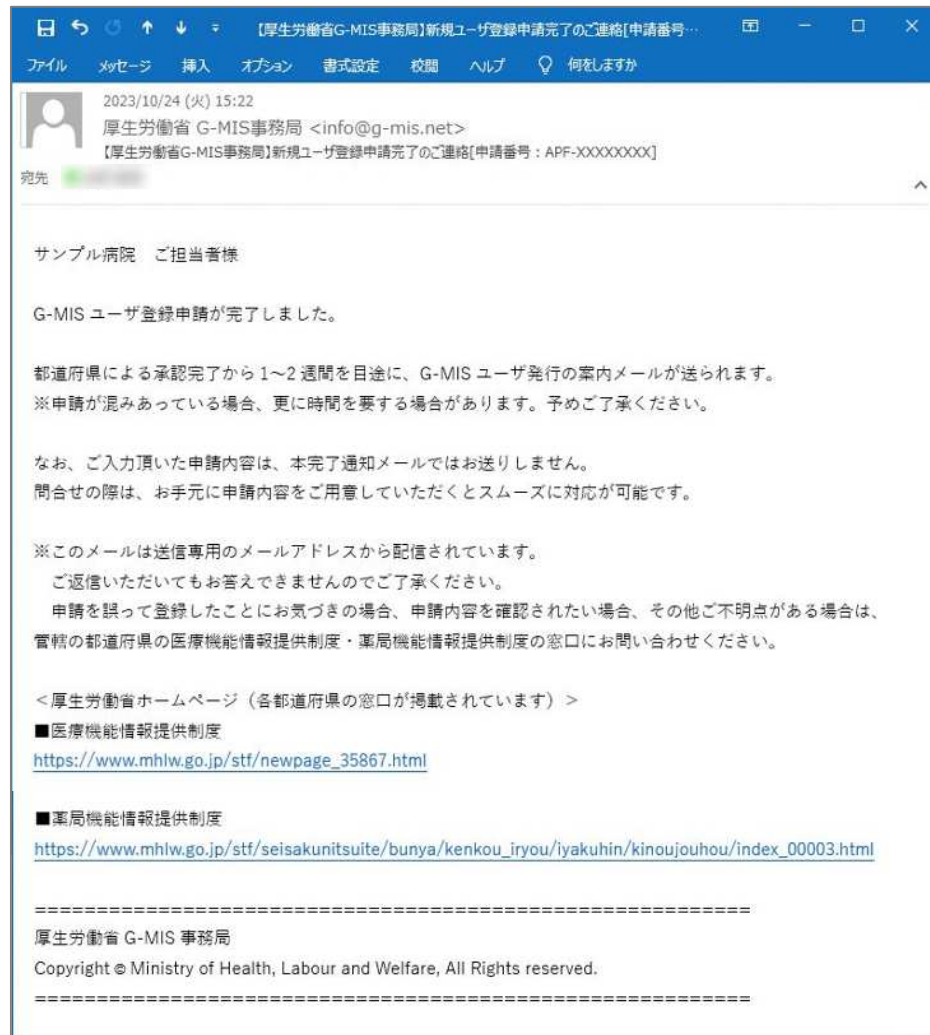 【厚生労働省G-MIS事務局】新規ユーザ登録申請完了のご連絡[申請番号…
ファイル メッセージ 挿入 オプション 書式設定 校閲 ヘルプ 何をしますか
2023/10/24 (火) 15:22
厚生労働省 G-MIS事務局 <info@g-mis.net>
【厚生労働省G-MIS事務局】新規ユーザ登録申請完了のご連絡[申請番号：APF-XXXXXXXX]
宛先
サンプル病院　ご担当者様
G-MIS ユーザ登録申請が完了しました。
都道府県による承認完了から 1～2 週間を目途に、G-MIS ユーザ発行の案内メールが送られます。
※申請が混みあっている場合、更に時間を要する場合があります。予めご了承ください。
なお、ご入力頂いた申請内容は、本完了通知メールではお送りしません。
問合せの際は、お手元に申請内容をご用意していただくとスムーズに対応が可能です。
※このメールは送信専用のメールアドレスから配信されています。
ご返信いただいてもお答えできませんのでご了承ください。
申請を誤って登録したことにお気づきの場合、申請内容を確認されたい場合、その他ご不明点がある場合は、
管轄の都道府県の医療機能情報提供制度・薬局機能情報提供制度の窓口にお問い合わせください。
＜厚生労働省ホームページ（各都道府県の窓口が掲載されています）＞
■医療機能情報提供制度
https://www.mhlw.go.jp/stf/newpage_35867.html
■薬局機能情報提供制度
https://www.mhlw.go.jp/stf/seisakunitsuite/bunya/kenkou_iryou/iyakuhin/kinoujouhou/index_00003.html
==========================================================
厚生労働省 G-MIS 事務局
Copyright © Ministry of Health, Labour and Welfare, All Rights reserved.
==========================================================